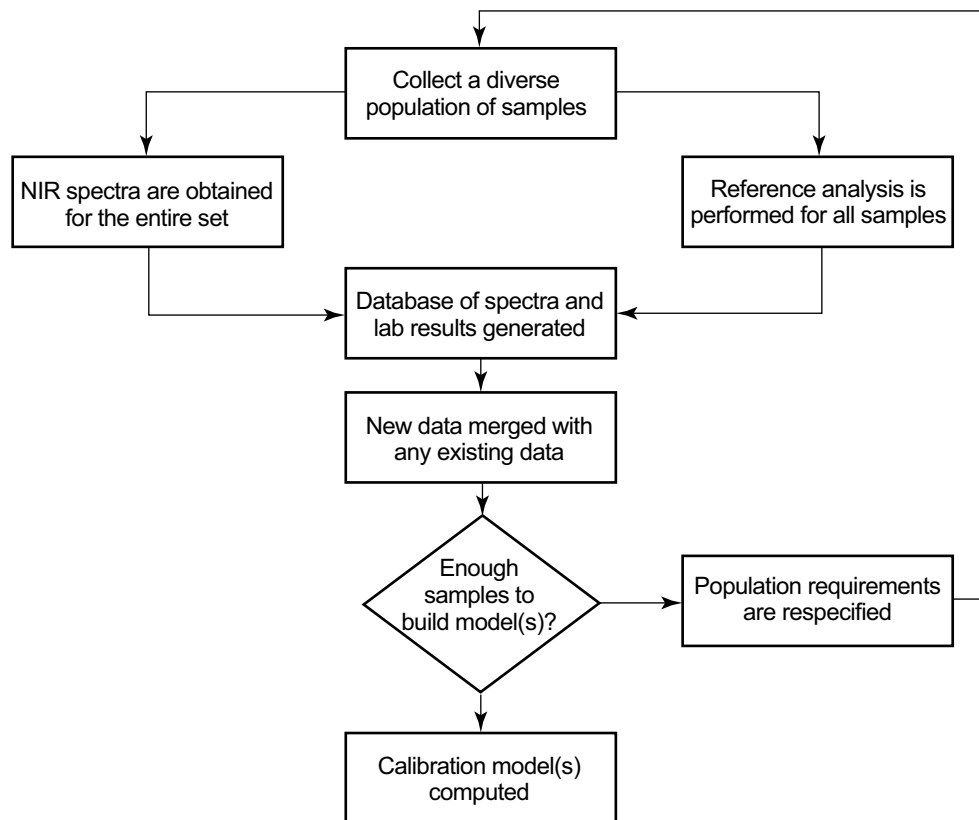 Collect a diverse
population of samples
NIR spectra are obtained
for the entire set
Reference analysis is
performed for all samples
Database of spectra and
lab results generated
New data merged with
any existing data
Enough
samples to
build model(s)?
Population requirements
are respecified
Calibration model(s)
computed